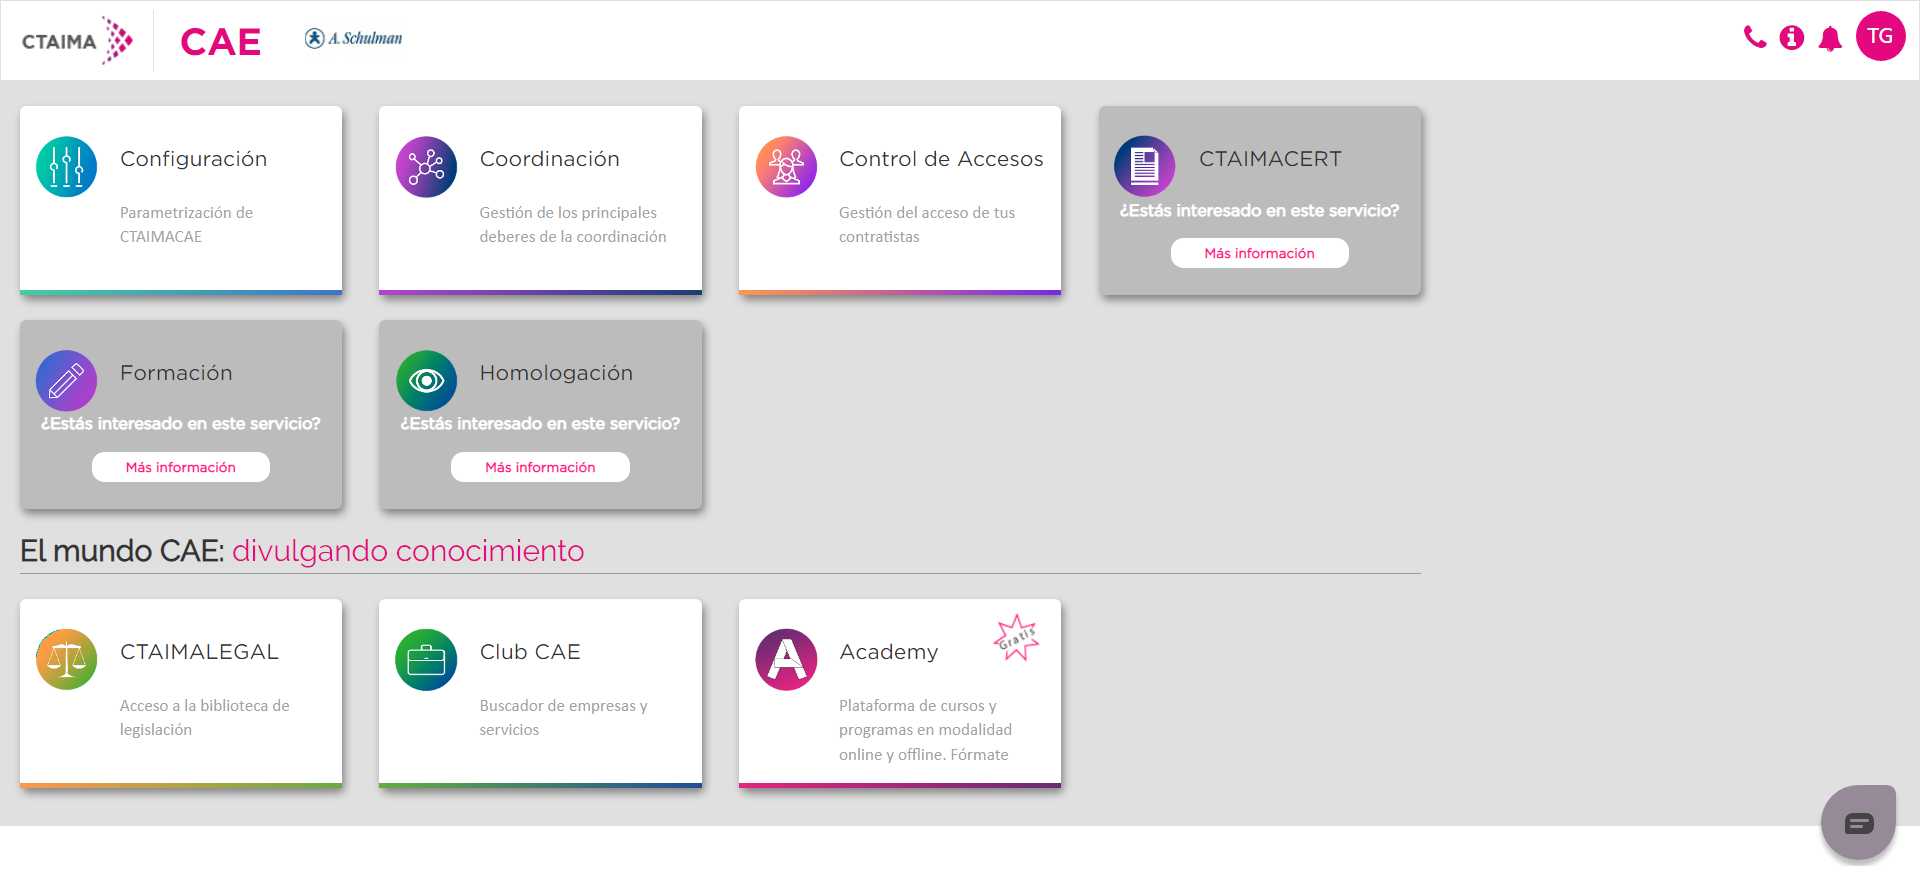 CTAIMA
CAE
A. Schulman
TG
Configuración
Parametrización de
CTAIMACAE
Coordinación
Gestión de los principales
deberes de la coordinación
Control de Accesos
Gestión del acceso de tus
contratistas
CTAIMACERT
¿Estás interesado en este servicio?
Más información
Formación
¿Estás interesado en este servicio?
Más información
Homologación
¿Estás interesado en este servicio?
Más información
El mundo CAE: divulgando conocimiento
CTAIMALEGAL
Acceso a la biblioteca de
legislación
Club CAE
Buscador de empresas y
servicios
Academy
Gratis
Plataforma de cursos y
programas en modalidad
online y offline. Fórmate